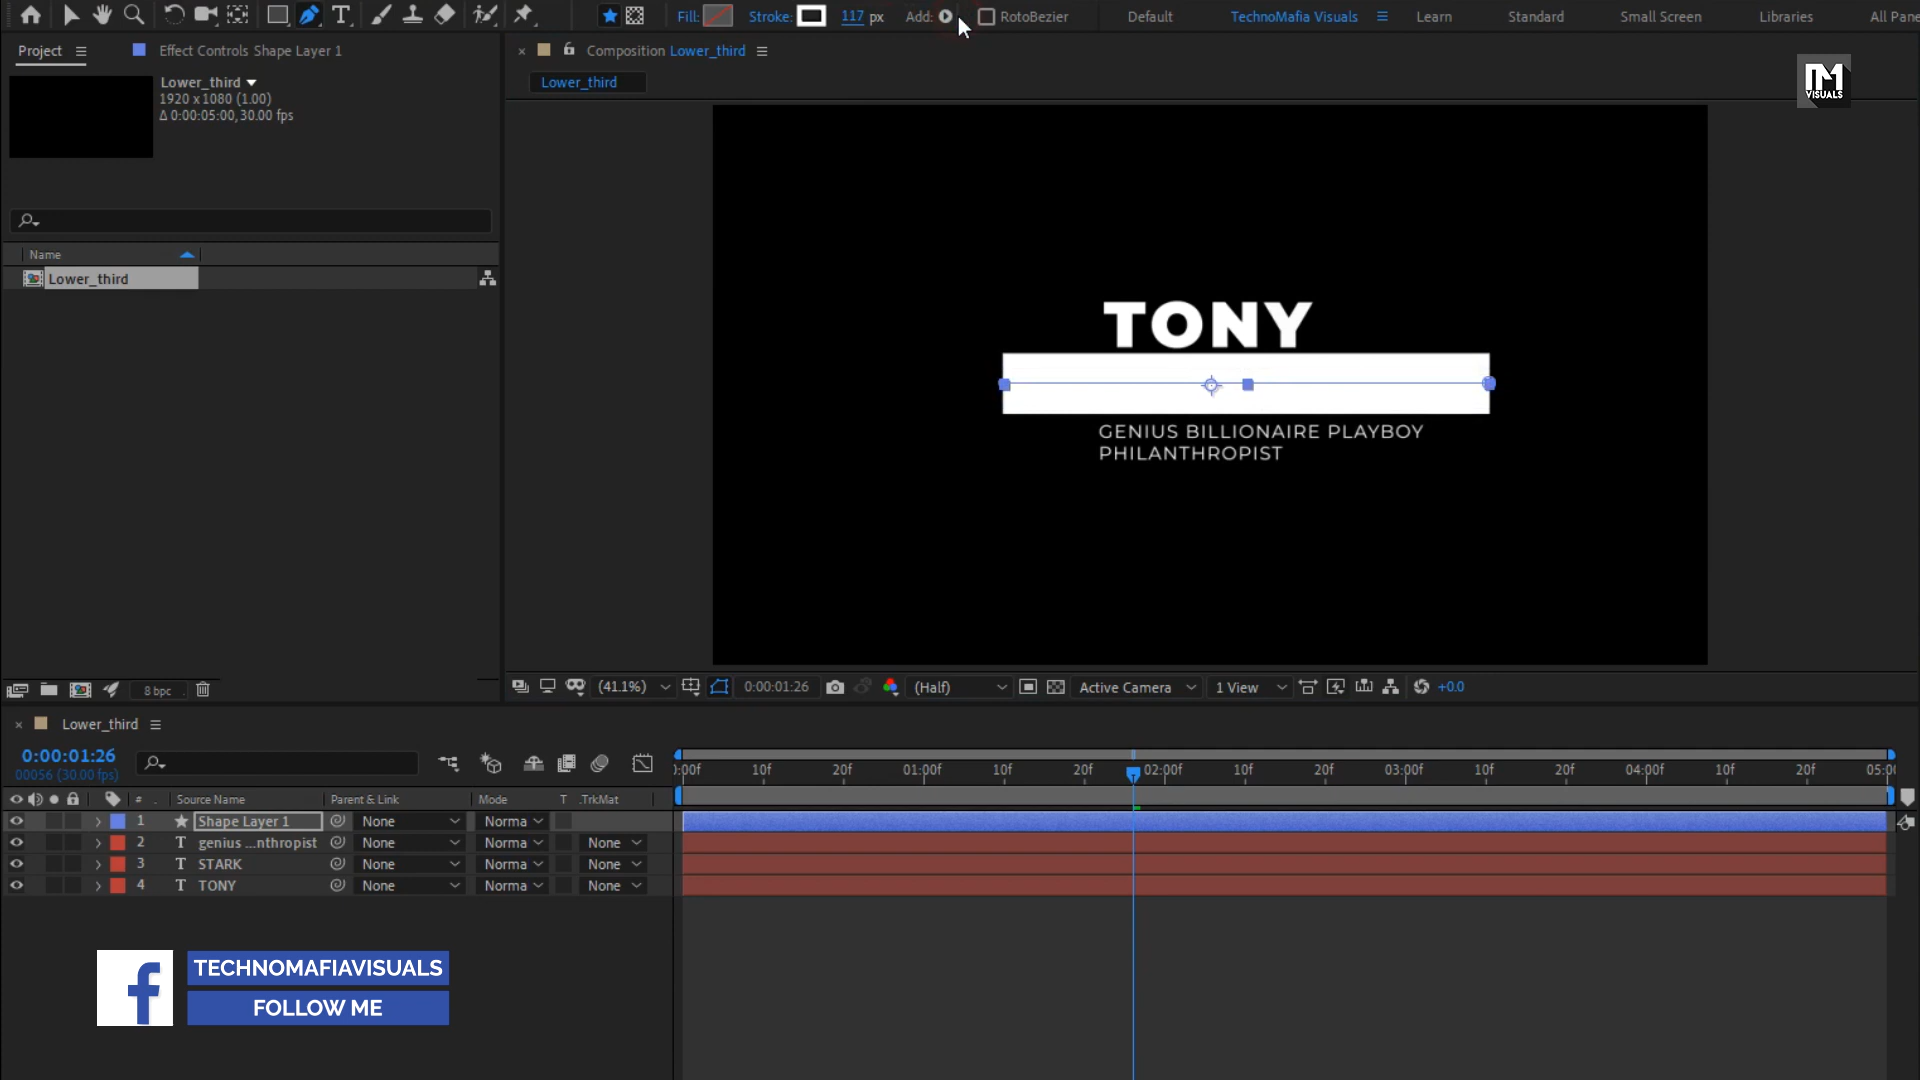 Fill: Stroke: 117 px Add: RotoBezier Default TechnoMafia Visuals Learn Standard Small Screen Libraries All Pane
Project Effect Controls Shape Layer 1
Composition Lower_third
Lower_third
1920 x 1080 (1.00)
Δ 0:00:05:00, 30.00 fps
Lower_third
VISUALS
Name
Lower_third
TONY
GENIUS BILLIONAIRE PLAYBOY
PHILANTHROPIST
8 bpc
(41.1%) 0:00:01:26 (Half) Active Camera 1 View +0.0
Lower_third
0:00:01:26
00056 (30.00 fps)
):00f 10f 20f 01:00f 10f 20f 02:00f 10f 20f 03:00f 10f 20f 04:00f 10f 20f 05:00
# . Source Name Parent & Link Mode T .TrkMat
1 Shape Layer 1 None Norma
2 T genius ...nthropist None Norma None
3 T STARK None Norma None
4 T TONY None Norma None
TECHNOMAFIAVISUALS
FOLLOW ME